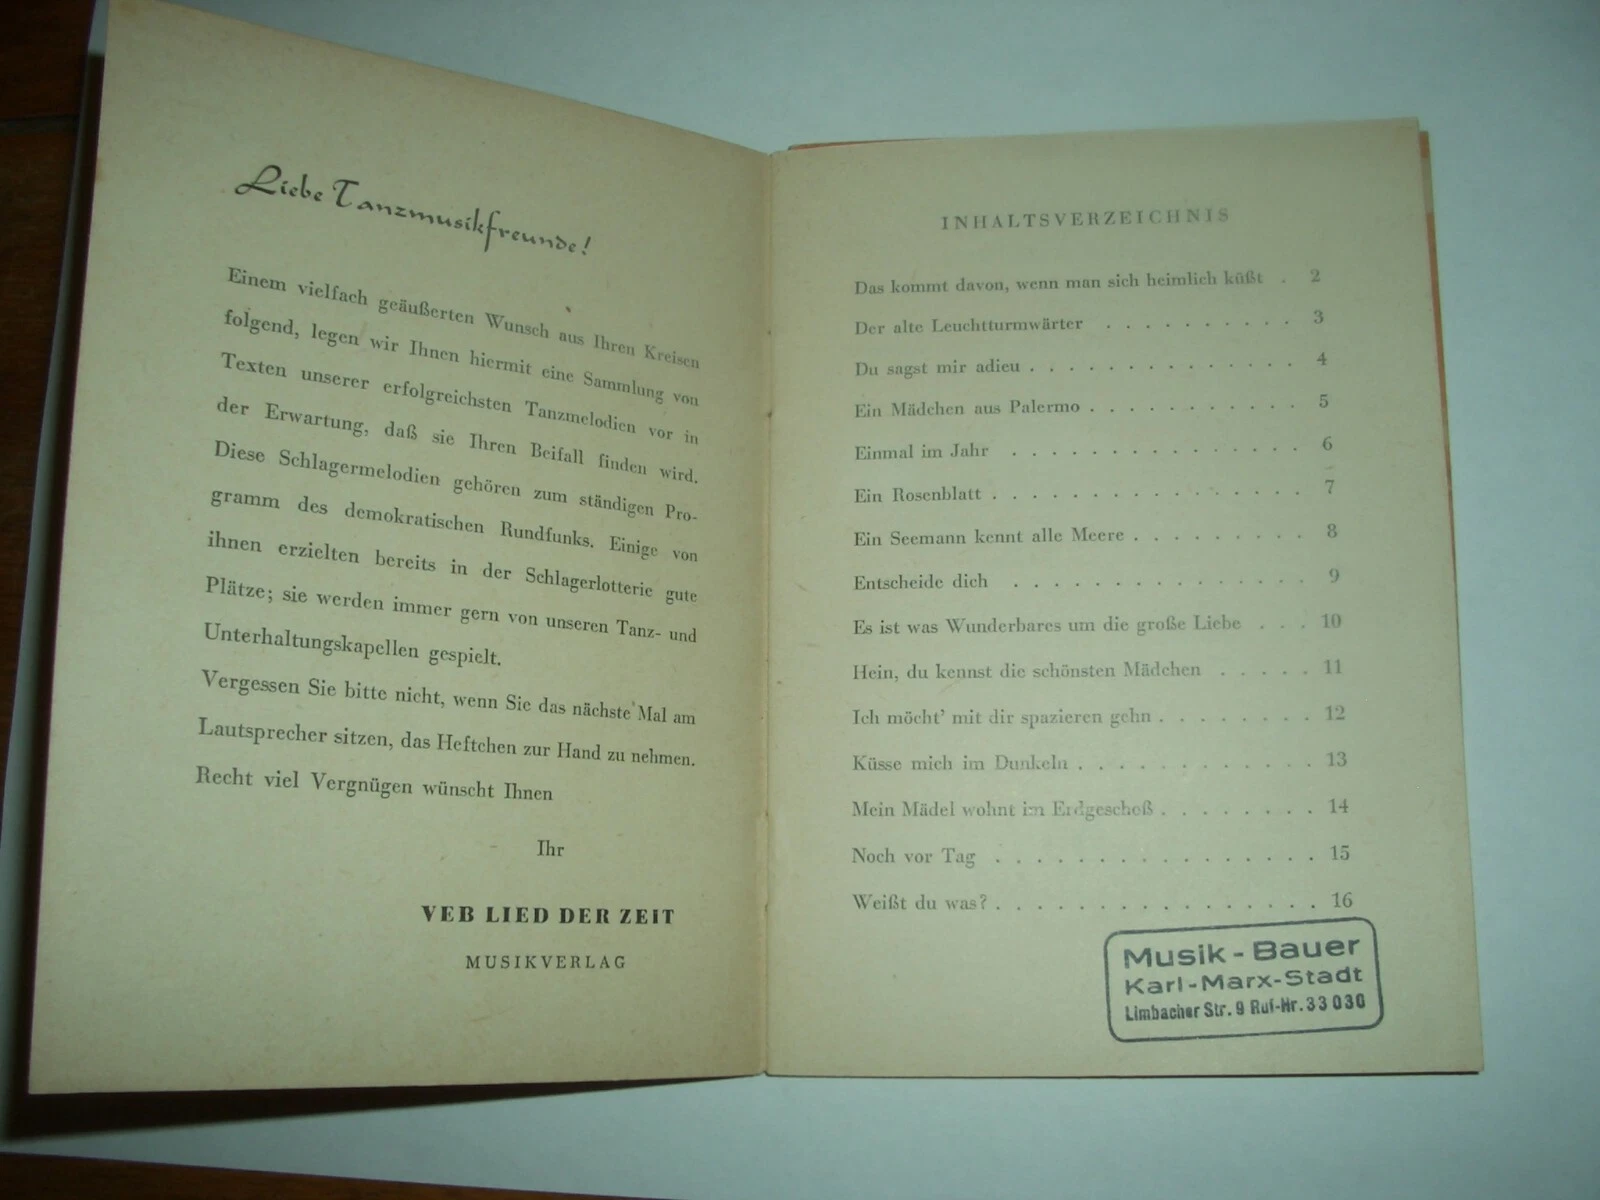 Liebe Tanzmusikfreunde!
Einem vielfach geäußerten Wunsch aus Ihren Kreisen
folgend, legen wir Ihnen hiermit eine Sammlung von
Texten unserer erfolgreichsten Tanzmelodien vor in
der Erwartung, daß sie Ihren Beifall finden wird.
Diese Schlagermelodien gehören zum ständigen Pro-
gramm des demokratischen Rundfunks. Einige von
ihnen erzielten bereits in der Schlagerlotterie gute
Plätze; sie werden immer gern von unseren Tanz- und
Unterhaltungskapellen gespielt.
Vergessen Sie bitte nicht, wenn Sie das nächste Mal am
Lautsprecher sitzen, das Heftchen zur Hand zu nehmen.
Recht viel Vergnügen wünscht Ihnen
Ihr
VEB LIED DER ZEIT
MUSIKVERLAG
INHALTSVERZEICHNIS
Das kommt davon, wenn man sich heimlich küßt . 2
Der alte Leuchtturmwärter . . . . . . . . . . 3
Du sagst mir adieu . . . . . . . . . . . . . . 4
Ein Mädchen aus Palermo . . . . . . . . . . . 5
Einmal im Jahr . . . . . . . . . . . . . . . 6
Ein Rosenblatt . . . . . . . . . . . . . . . . 7
Ein Seemann kennt alle Meere . . . . . . . . . 8
Entscheide dich . . . . . . . . . . . . . . . 9
Es ist was Wunderbares um die große Liebe . . . 10
Hein, du kennst die schönsten Mädchen . . . . . 11
Ich möcht' mit dir spazieren gehn . . . . . . . . 12
Küsse mich im Dunkeln . . . . . . . . . . . . 13
Mein Mädel wohnt im Erdgeschoß . . . . . . . . 14
Noch vor Tag . . . . . . . . . . . . . . . . 15
Weißt du was? . . . . . . . . . . . . . . . . 16
Musik-Bauer
Karl-Marx-Stadt
Limbacher Str. 9 Ruf-Nr. 33 030